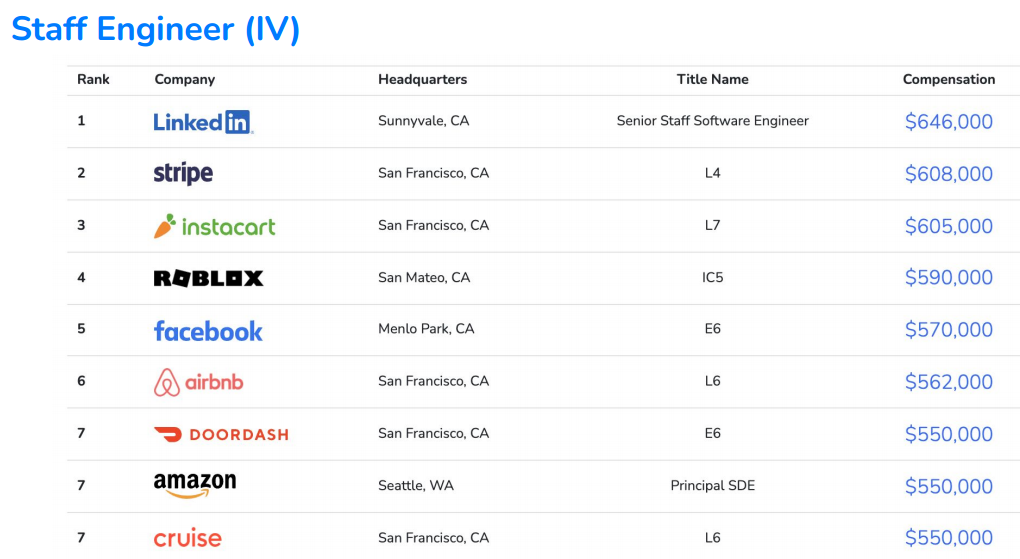 Staff Engineer (IV)
Rank Company Headquarters Title Name Compensation
1 LinkedIn Sunnyvale, CA Senior Staff Software Engineer $646,000
2 stripe San Francisco, CA L4 $608,000
3 instacart San Francisco, CA L7 $605,000
4 ROBLOX San Mateo, CA IC5 $590,000
5 facebook Menlo Park, CA E6 $570,000
6 airbnb San Francisco, CA L6 $562,000
7 DOORDASH San Francisco, CA E6 $550,000
7 amazon Seattle, WA Principal SDE $550,000
7 cruise San Francisco, CA L6 $550,000